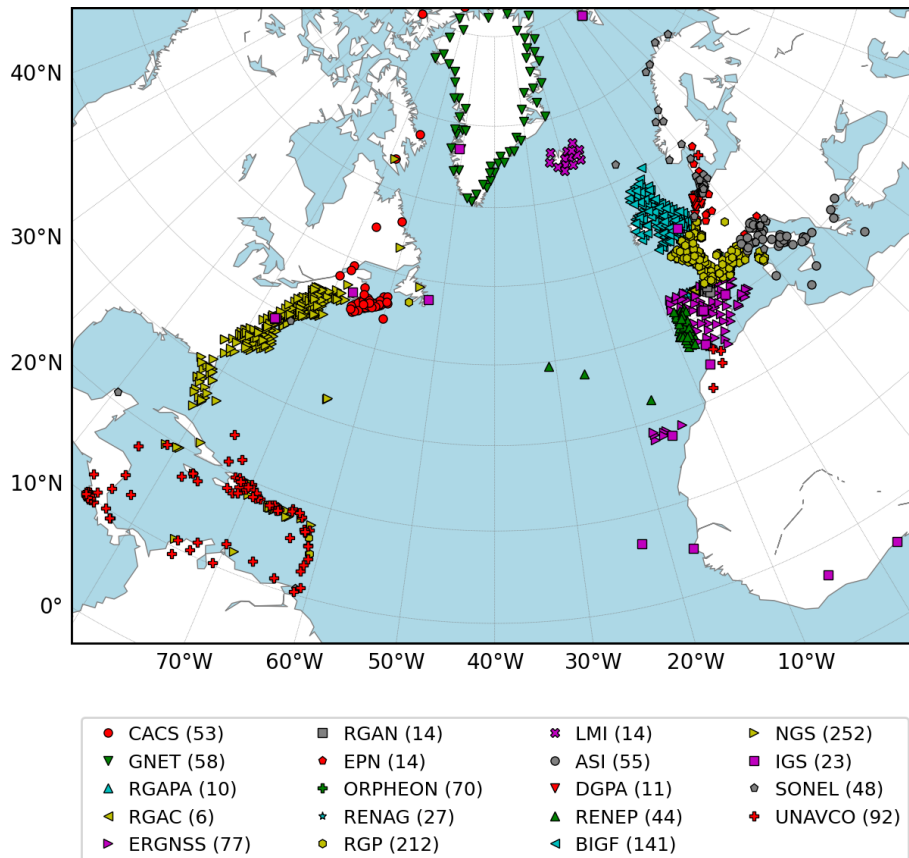 40°N
30°N
20°N
10°N
0°
70°W 60°W 50°W 40°W 30°W 20°W 10°W
CACS (53) RGAN (14) LMI (14) NGS (252)
GNET (58) EPN (14) ASI (55) IGS (23)
RGAPA (10) ORPHEON (70) DGPA (11) SONEL (48)
RGAC (6) RENAG (27) RENEP (44) UNAVCO (92)
ERGNSS (77) RGP (212) BIGF (141)